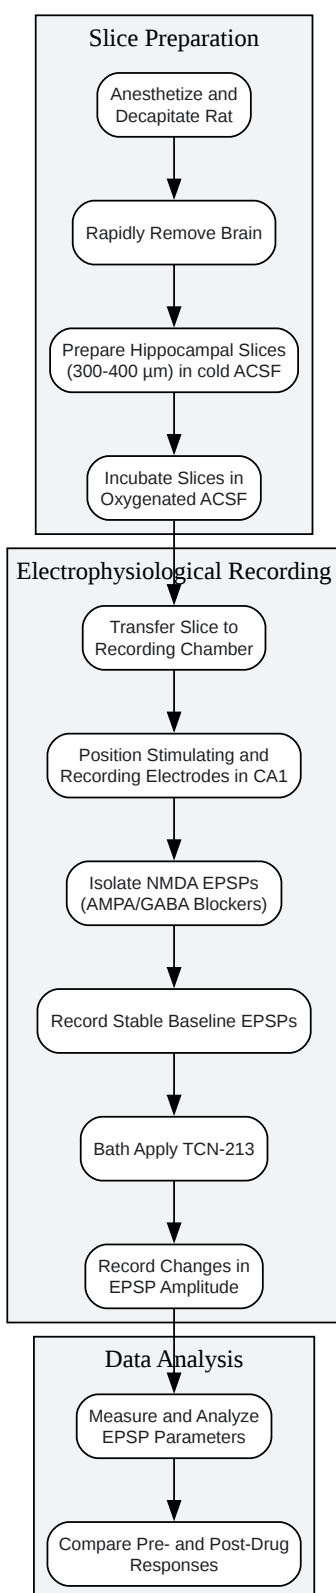 Slice Preparation
Anesthetize and
Decapitate Rat
Rapidly Remove Brain
Prepare Hippocampal Slices
(300-400 µm) in cold ACSF
Incubate Slices in
Oxygenated ACSF
Electrophysiological Recording
Transfer Slice to
Recording Chamber
Position Stimulating and
Recording Electrodes in CA1
Isolate NMDA EPSPs
(AMPA/GABA Blockers)
Record Stable Baseline EPSPs
Bath Apply TCN-213
Record Changes in
EPSP Amplitude
Data Analysis
Measure and Analyze
EPSP Parameters
Compare Pre- and Post-Drug
Responses